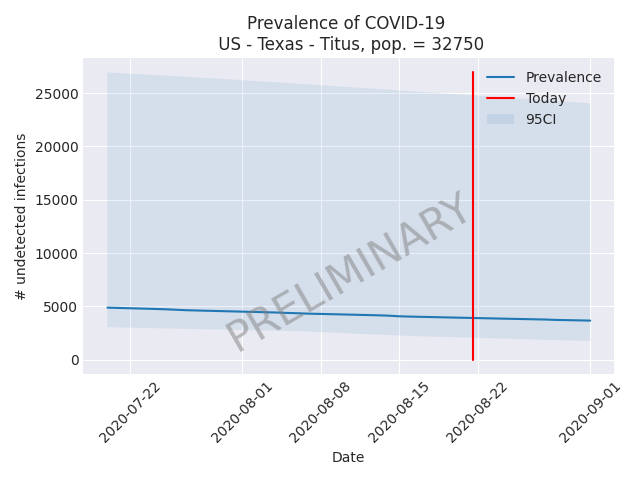 Prevalence of COVID-19
US - Texas - Titus, pop. = 32750
Prevalence
Today
95CI
25000
20000
15000
10000
5000
0
# undetected infections
PRELIMINARY
2020-07-22
2020-08-01
2020-08-08
2020-08-15
2020-08-22
2020-09-01
Date